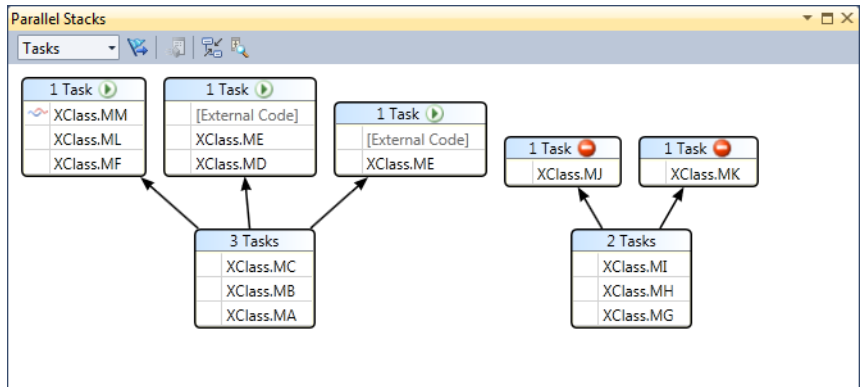 Parallel Stacks
Tasks
1 Task
XClass.MM
XClass.ML
XClass.MF
1 Task
[External Code]
XClass.ME
XClass.MD
1 Task
[External Code]
XClass.ME
1 Task
XClass.MJ
1 Task
XClass.MK
3 Tasks
XClass.MC
XClass.MB
XClass.MA
2 Tasks
XClass.MI
XClass.MH
XClass.MG